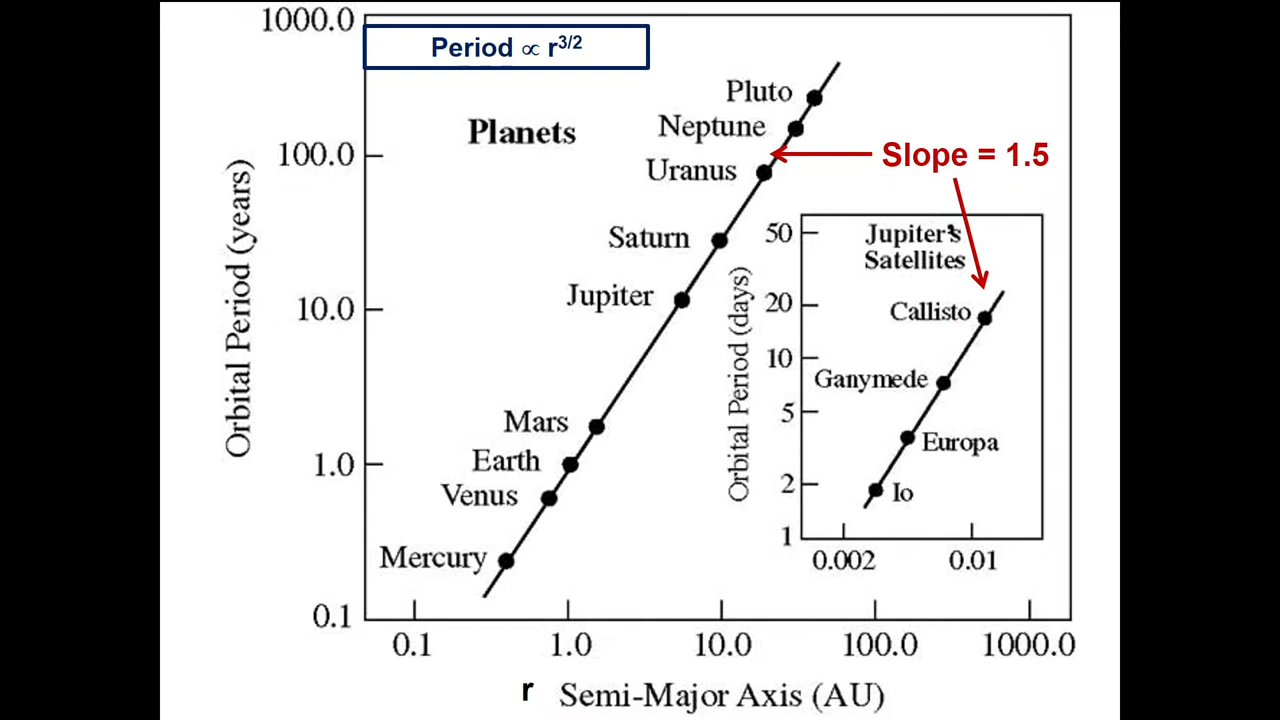 1000.0
Period ∝ r3/2
Pluto
Planets
Neptune
100.0
Slope = 1.5
Uranus
Orbital Period (years)
Saturn
Jupiter
10.0
Mars
Earth
1.0
Venus
Mercury
0.1
0.1 1.0 10.0 100.0 1000.0
r Semi-Major Axis (AU)
50
Jupiter's
Satellites
Orbital Period (days)
20
Callisto
10
Ganymede
5
Europa
2
Io
1
0.002 0.01